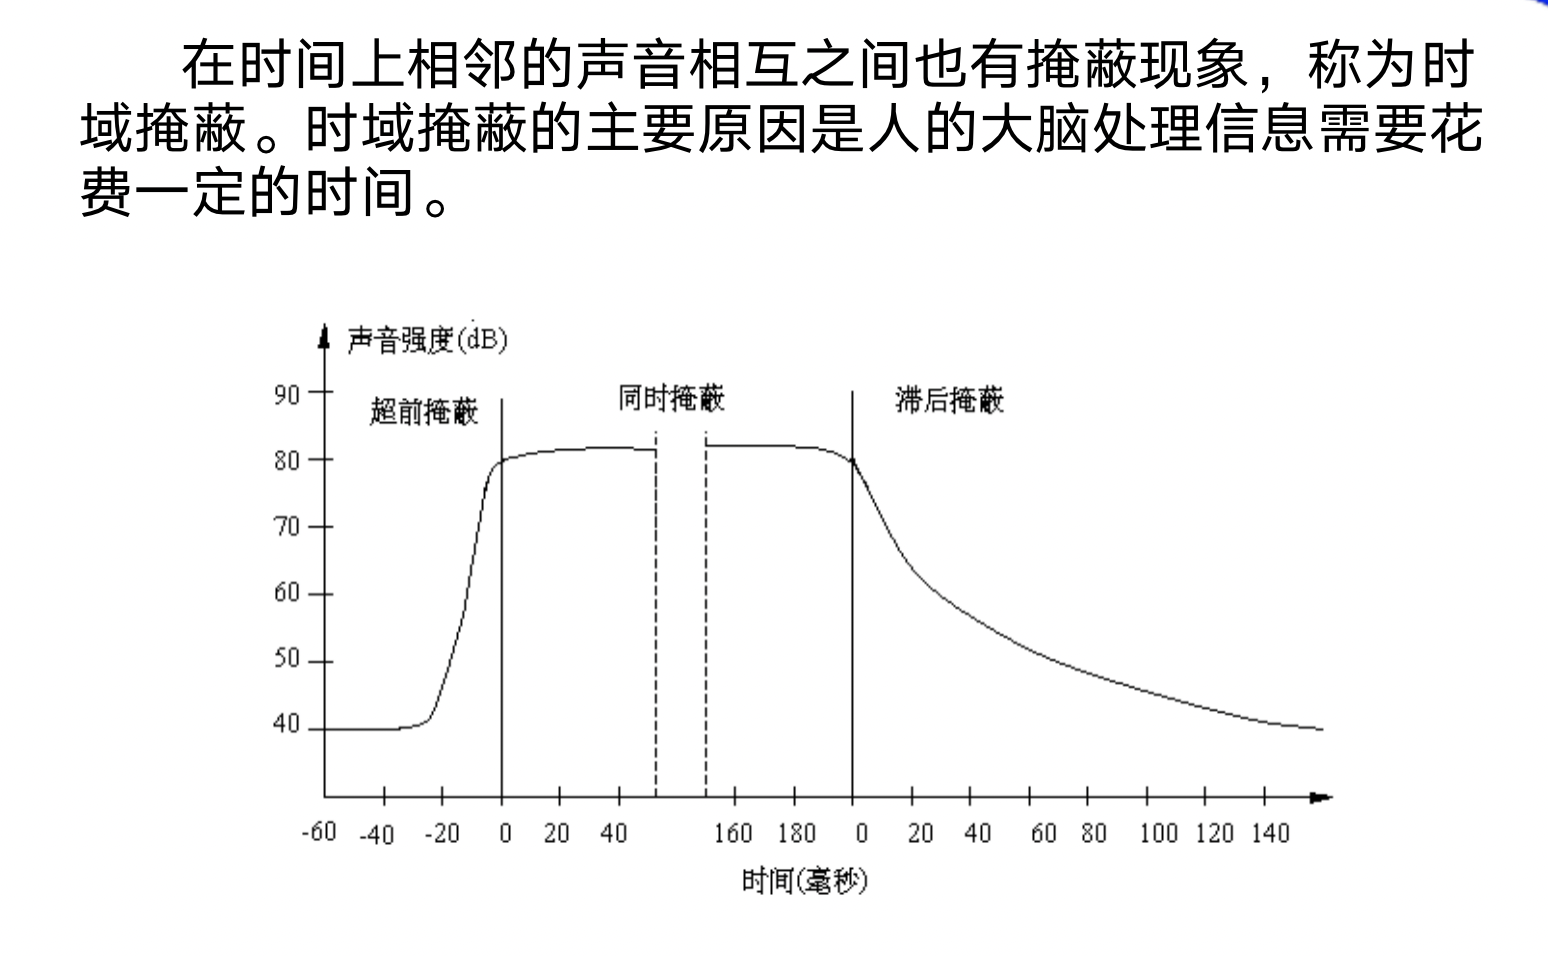 在时间上相邻的声音相互之间也有掩蔽现象，称为时
域掩蔽。时域掩蔽的主要原因是人的大脑处理信息需要花
费一定的时间。
声音强度(dB)
90
超前掩蔽
同时掩蔽
滞后掩蔽
80
70
60
50
40
-60 -40 -20 0 20 40 160 180 0 20 40 60 80 100 120 140
时间(毫秒)